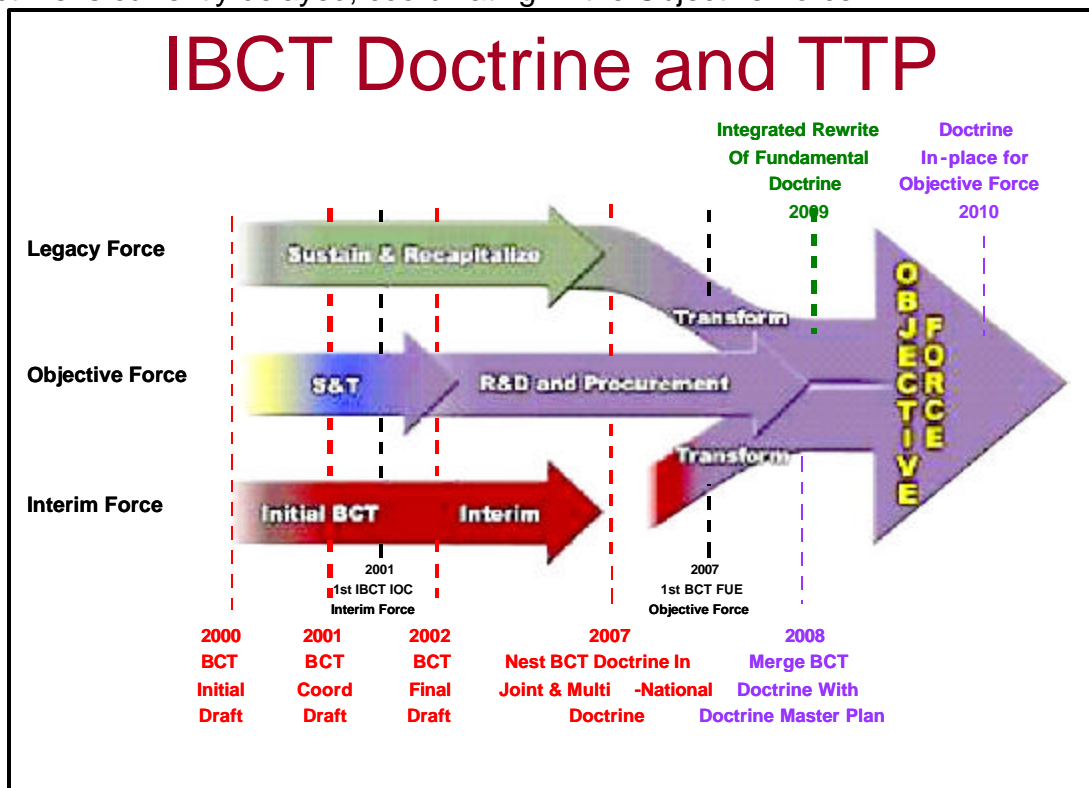 IBCT Doctrine and TTP
Integrated Rewrite
Of Fundamental
Doctrine
2009
Doctrine
In-place for
Objective Force
2010
Legacy Force
Sustain & Recapitalize
Transform
Objective Force
S&T
R&D and Procurement
OBJECTIVE
FORCE
Transform
Interim Force
Initial BCT
Interim
2001
1st IBCT IOC
Interim Force
2007
1st BCT FUE
Objective Force
2000
BCT
Initial
Draft
2001
BCT
Coord
Draft
2002
BCT
Final
Draft
2007
Nest BCT Doctrine In
Joint & Multi -National
Doctrine
2008
Merge BCT
Doctrine With
Doctrine Master Plan